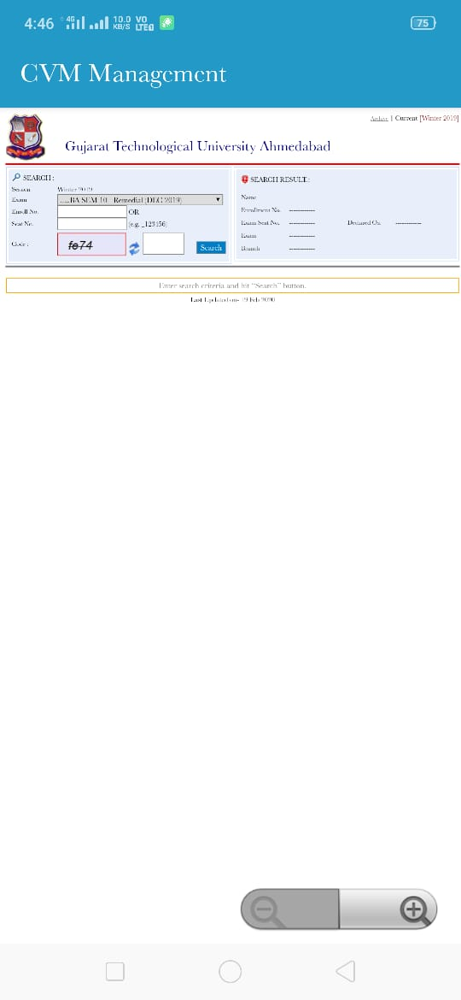 4:46 4G 10.0 KB/S VO LTE 75
CVM Management
Archive | Current [Winter 2019]
Gujarat Technological University Ahmedabad
SEARCH :
Session Winter 2019
Exam .....BA SEM 10 - Remedial (DEC 2019)
Enroll No. OR
Seat No. (e.g. _123456)
Code : fe74 Search
SEARCH RESULT :
Name
Enrollment No. -----------
Exam Seat No. ----------- Declared On: -----------
Exam -----------
Branch -----------
Enter search criteria and hit "Search" button.
Last Updated on:- 19 Feb 2020